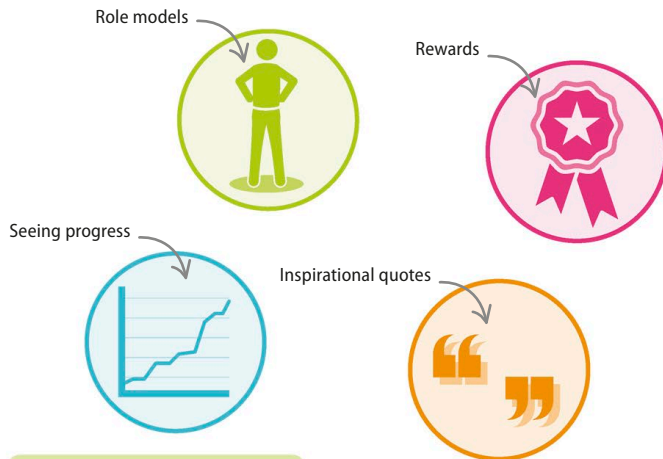 Role models
Rewards
Seeing progress
Inspirational quotes